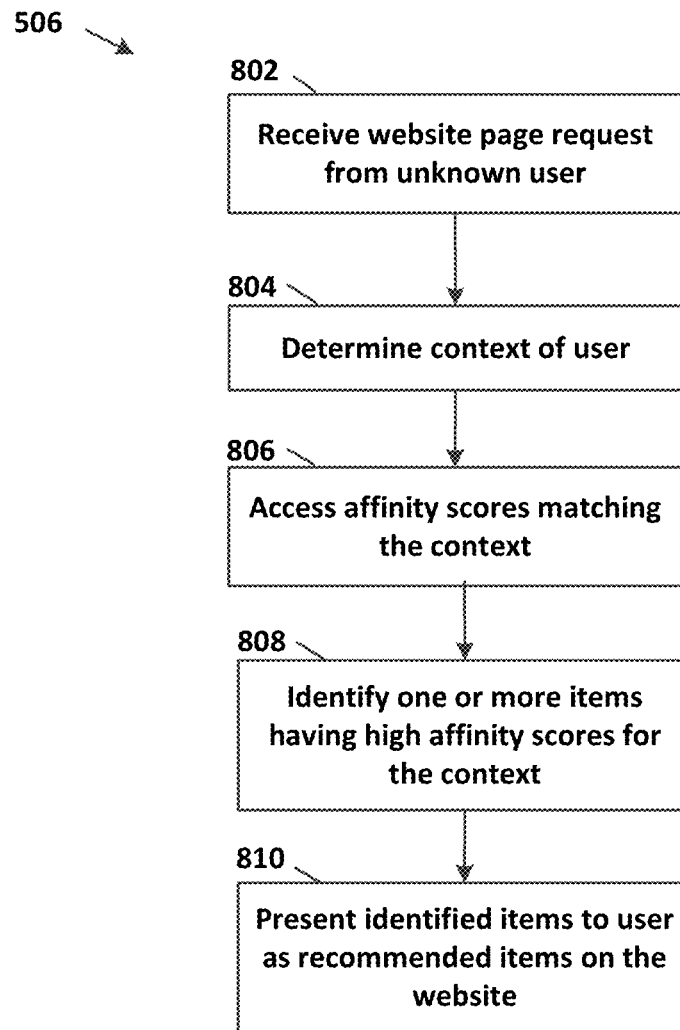 506
802
Receive website page request
from unknown user
804
Determine context of user
806
Access affinity scores matching
the context
808
Identify one or more items
having high affinity scores for
the context
810
Present identified items to user
as recommended items on the
website